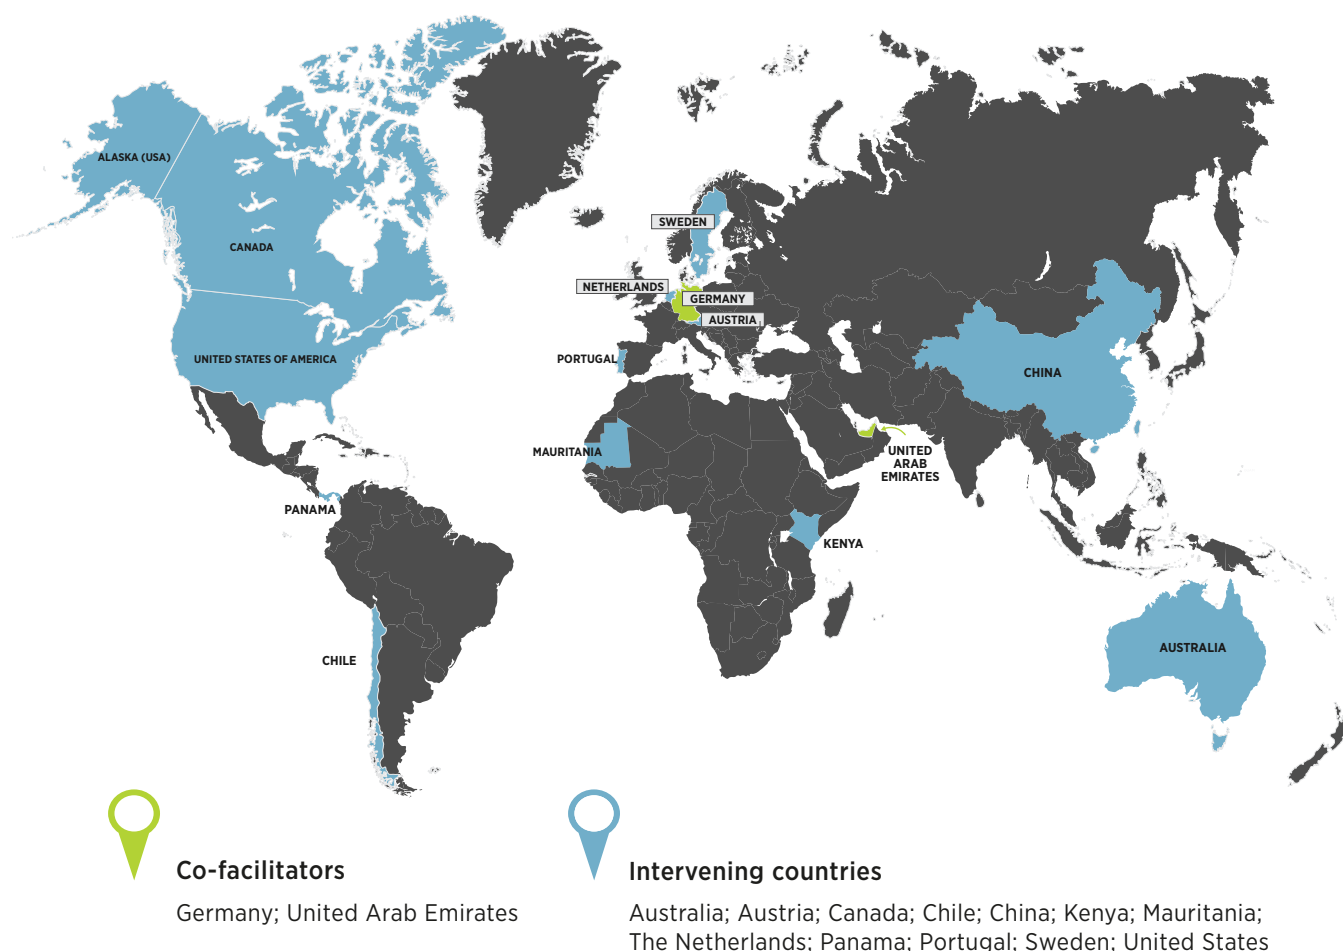 ALASKA (USA)
CANADA
UNITED STATES OF AMERICA
SWEDEN
NETHERLANDS
GERMANY
AUSTRIA
PORTUGAL
CHINA
MAURITANIA
UNITED
ARAB
EMIRATES
PANAMA
KENYA
CHILE
AUSTRALIA
Co-facilitators
Germany; United Arab Emirates
Intervening countries
Australia; Austria; Canada; Chile; China; Kenya; Mauritania;
The Netherlands; Panama; Portugal; Sweden; United States